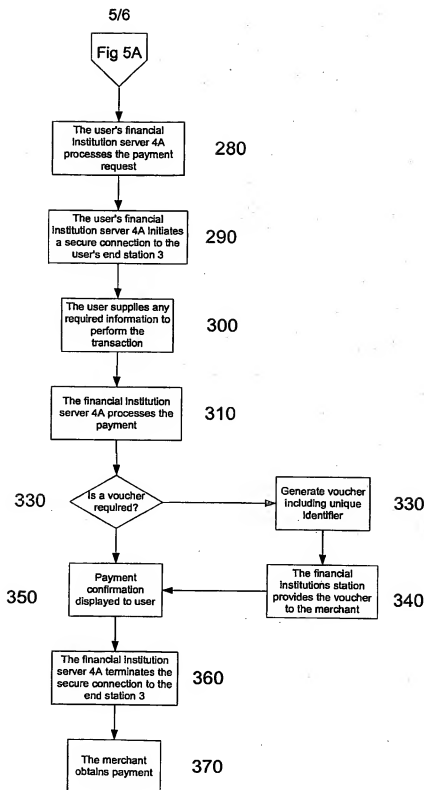 5/6
Fig 5A
The user's financial
Institution server 4A
processes the payment
request
280
The user's financial
Institution server 4A Initiates
a secure connection to the
user's end station 3
290
The user supplies any
required information to
perform the
transaction
300
The financial Institution
server 4A processes the
payment
310
330
Is a voucher
required?
Generate voucher
including unique
Identifier
330
350
Payment
confirmation
displayed to user
The financial
Institutions station
provides the voucher
to the merchant
340
The financial Institution
server 4A terminates the
secure connection to the
end station 3
360
The merchant
obtains payment
370